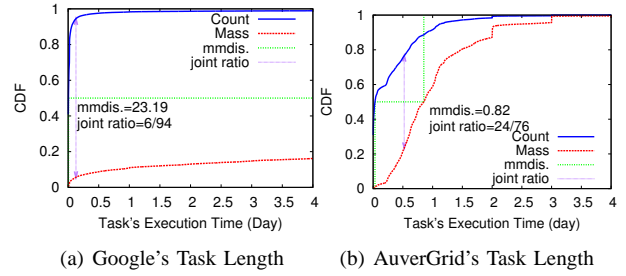 1
0.8
0.6
0.4
0.2
0
CDF
Count
Mass
mmdis.
joint ratio
mmdis.=23.19
joint ratio=6/94
0 0.5 1 1.5 2 2.5 3 3.5 4
Task's Execution Time (Day)
(a) Google's Task Length
1
0.8
0.6
0.4
0.2
0
CDF
mmdis.=0.82
joint ratio=24/76
Count
Mass
mmdis.
joint ratio
0 0.5 1 1.5 2 2.5 3 3.5 4
Task's Execution Time (day)
(b) AuverGrid's Task Length